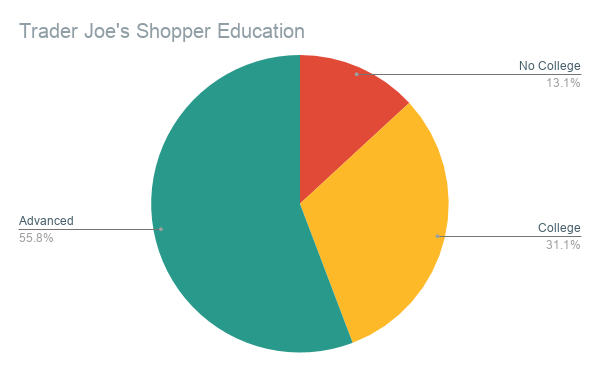 Trader Joe's Shopper Education
No College
13.1%
Advanced
55.8%
College
31.1%